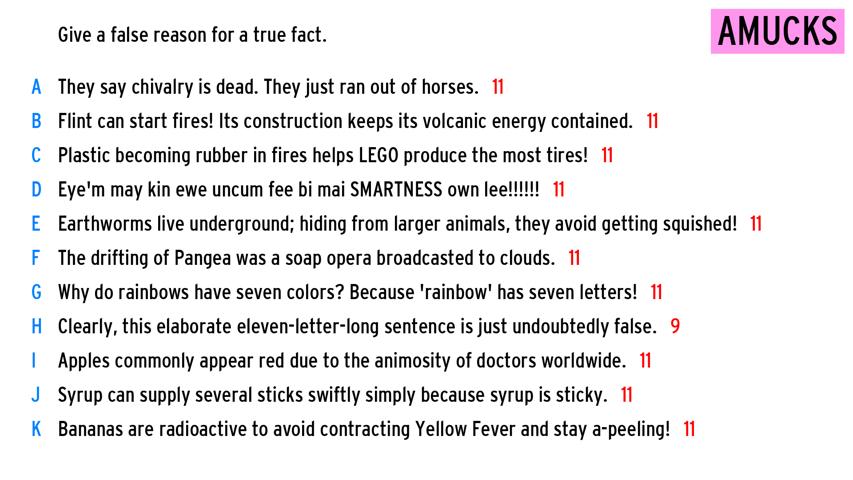 Give a false reason for a true fact.
AMUCKS
A They say chivalry is dead. They just ran out of horses. 11
B Flint can start fires! Its construction keeps its volcanic energy contained. 11
C Plastic becoming rubber in fires helps LEGO produce the most tires! 11
D Eye'm may kin ewe uncum fee bi mai SMARTNESS own lee!!!!!! 11
E Earthworms live underground; hiding from larger animals, they avoid getting squished! 11
F The drifting of Pangea was a soap opera broadcasted to clouds. 11
G Why do rainbows have seven colors? Because 'rainbow' has seven letters! 11
H Clearly, this elaborate eleven-letter-long sentence is just undoubtedly false. 9
I Apples commonly appear red due to the animosity of doctors worldwide. 11
J Syrup can supply several sticks swiftly simply because syrup is sticky. 11
K Bananas are radioactive to avoid contracting Yellow Fever and stay a-peeling! 11